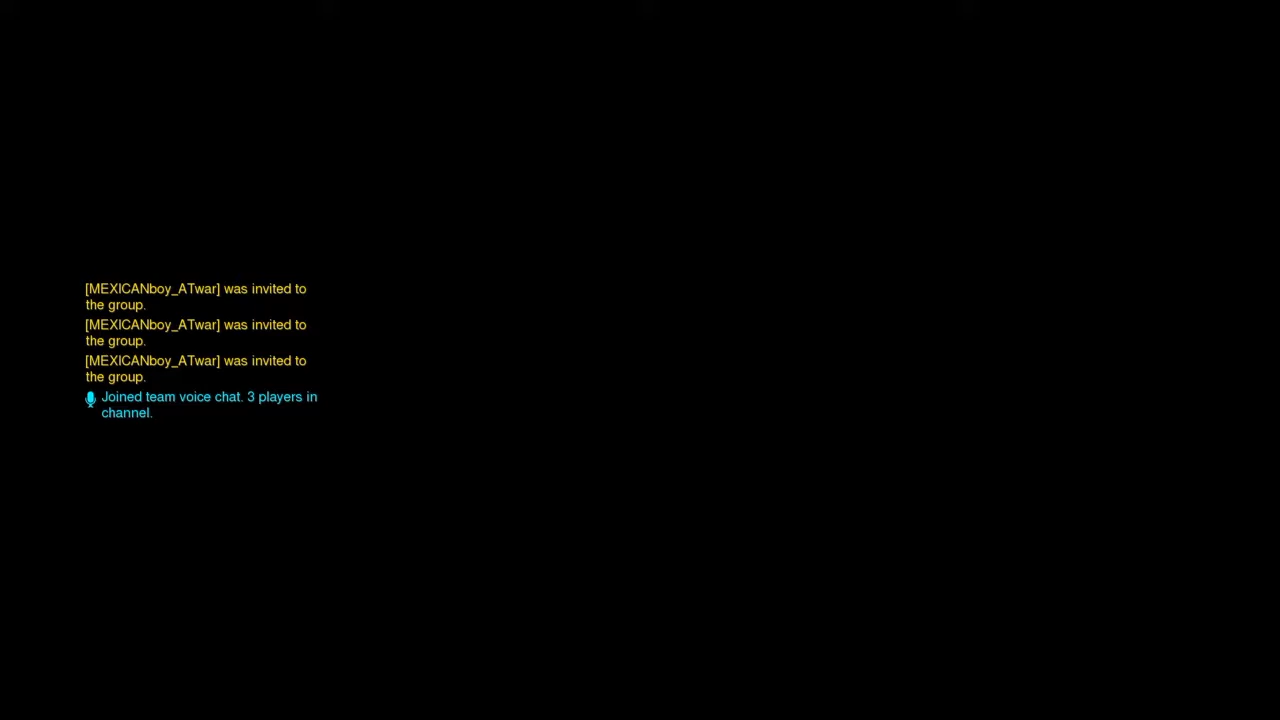 [MEXICANboy_ATwar] was invited to
the group.
[MEXICANboy_ATwar] was invited to
the group.
[MEXICANboy_ATwar] was invited to
the group.
Joined team voice chat. 3 players in
channel.